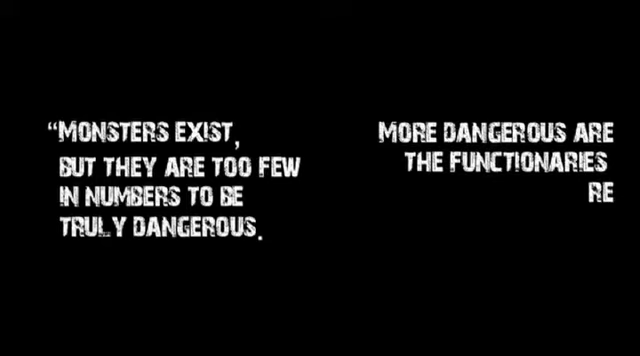 “MONSTERS EXIST,
BUT THEY ARE TOO FEW
IN NUMBERS TO BE
TRULY DANGEROUS.
MORE DANGEROUS ARE
THE FUNCTIONARIES
RE